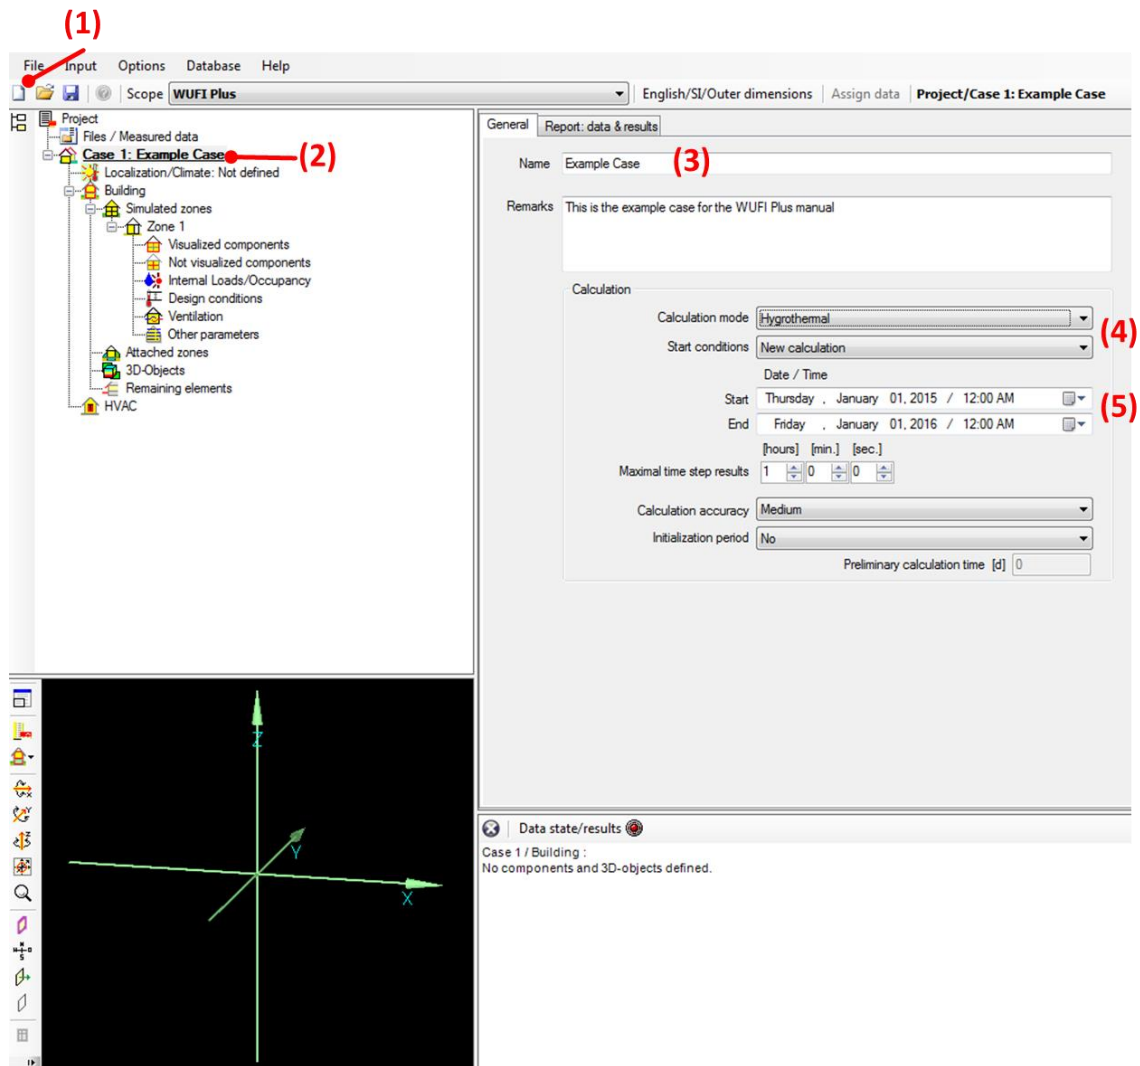 (1)
File Input Options Database Help
Scope WUFI Plus English/SI/Outer dimensions Assign data Project/Case 1: Example Case
Project
Files / Measured data
Case 1: Example Case (2)
Localization/Climate: Not defined
Building
Simulated zones
Zone 1
Visualized components
Not visualized components
Internal Loads/Occupancy
Design conditions
Ventilation
Other parameters
Attached zones
3D-Objects
Remaining elements
HVAC
General Report: data & results
Name Example Case (3)
Remarks This is the example case for the WUFI Plus manual
Calculation
Calculation mode Hygrothermal
(4)
Start conditions New calculation
Date / Time
Start Thursday , January 01, 2015 / 12:00 AM
(5)
End Friday , January 01, 2016 / 12:00 AM
[hours] [min.] [sec.]
Maximal time step results 1 0 0
Calculation accuracy Medium
Initialization period No
Preliminary calculation time [d] 0
Z
Y
X
Data state/results
Case 1 / Building :
No components and 3D-objects defined.